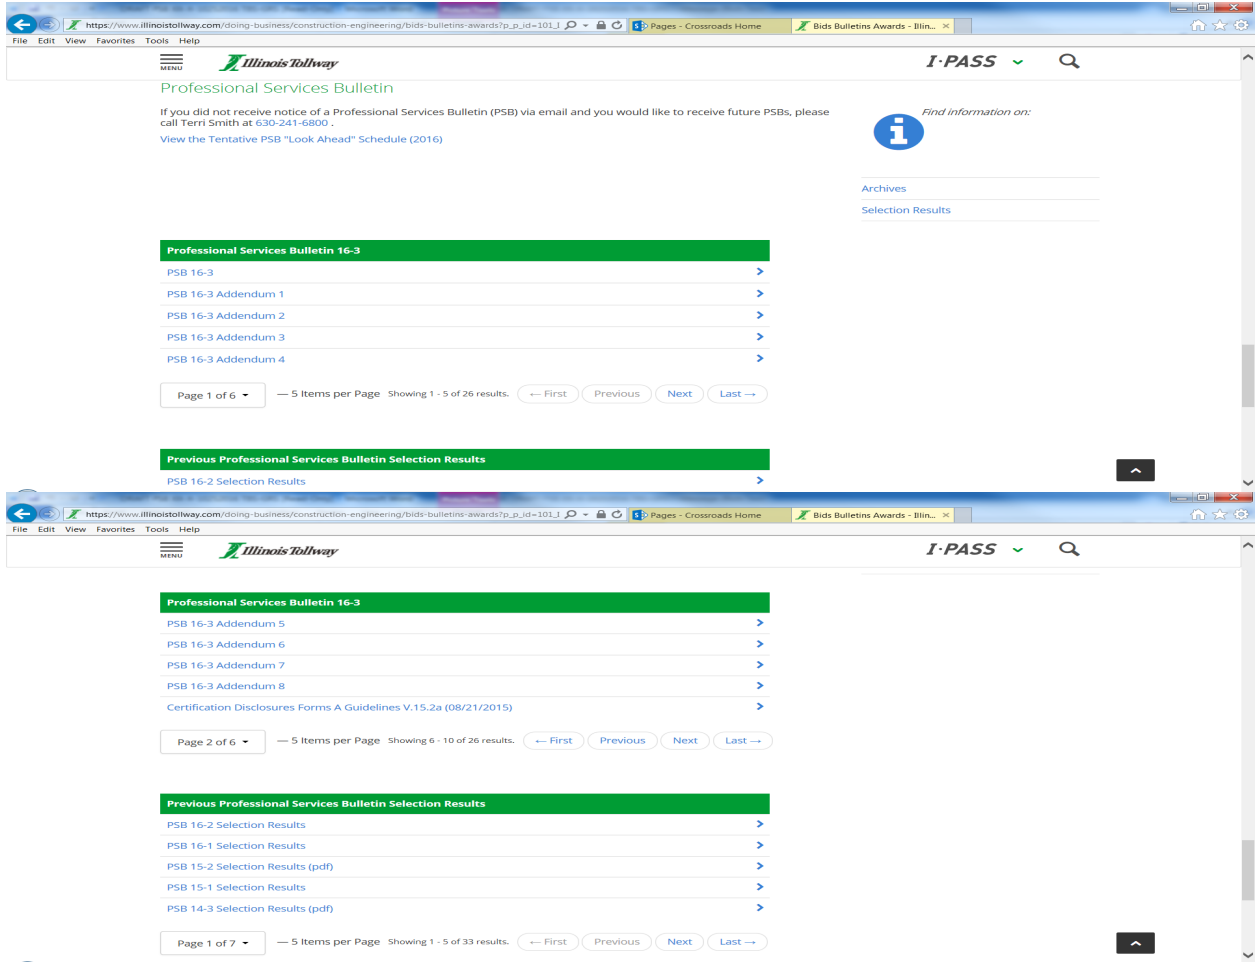 https://www.illinoistollway.com/doing-business/construction-engineering/bids-bulletins-awards?p_p_id=101_I
Pages - Crossroads Home
Bids Bulletins Awards - Illin...
File Edit View Favorites Tools Help
MENU
Illinois Tollway
I·PASS
Professional Services Bulletin
If you did not receive notice of a Professional Services Bulletin (PSB) via email and you would like to receive future PSBs, please
call Terri Smith at 630-241-6800 .
View the Tentative PSB "Look Ahead" Schedule (2016)
Find information on:
Archives
Selection Results
Professional Services Bulletin 16-3
PSB 16-3
PSB 16-3 Addendum 1
PSB 16-3 Addendum 2
PSB 16-3 Addendum 3
PSB 16-3 Addendum 4
Page 1 of 6 — 5 Items per Page Showing 1 - 5 of 26 results. ← First Previous Next Last →
Previous Professional Services Bulletin Selection Results
PSB 16-2 Selection Results
https://www.illinoistollway.com/doing-business/construction-engineering/bids-bulletins-awards?p_p_id=101_I
Pages - Crossroads Home
Bids Bulletins Awards - Illin...
File Edit View Favorites Tools Help
MENU
Illinois Tollway
I·PASS
Professional Services Bulletin 16-3
PSB 16-3 Addendum 5
PSB 16-3 Addendum 6
PSB 16-3 Addendum 7
PSB 16-3 Addendum 8
Certification Disclosures Forms A Guidelines V.15.2a (08/21/2015)
Page 2 of 6 — 5 Items per Page Showing 6 - 10 of 26 results. ← First Previous Next Last →
Previous Professional Services Bulletin Selection Results
PSB 16-2 Selection Results
PSB 16-1 Selection Results
PSB 15-2 Selection Results (pdf)
PSB 15-1 Selection Results
PSB 14-3 Selection Results (pdf)
Page 1 of 7 — 5 Items per Page Showing 1 - 5 of 33 results. ← First Previous Next Last →